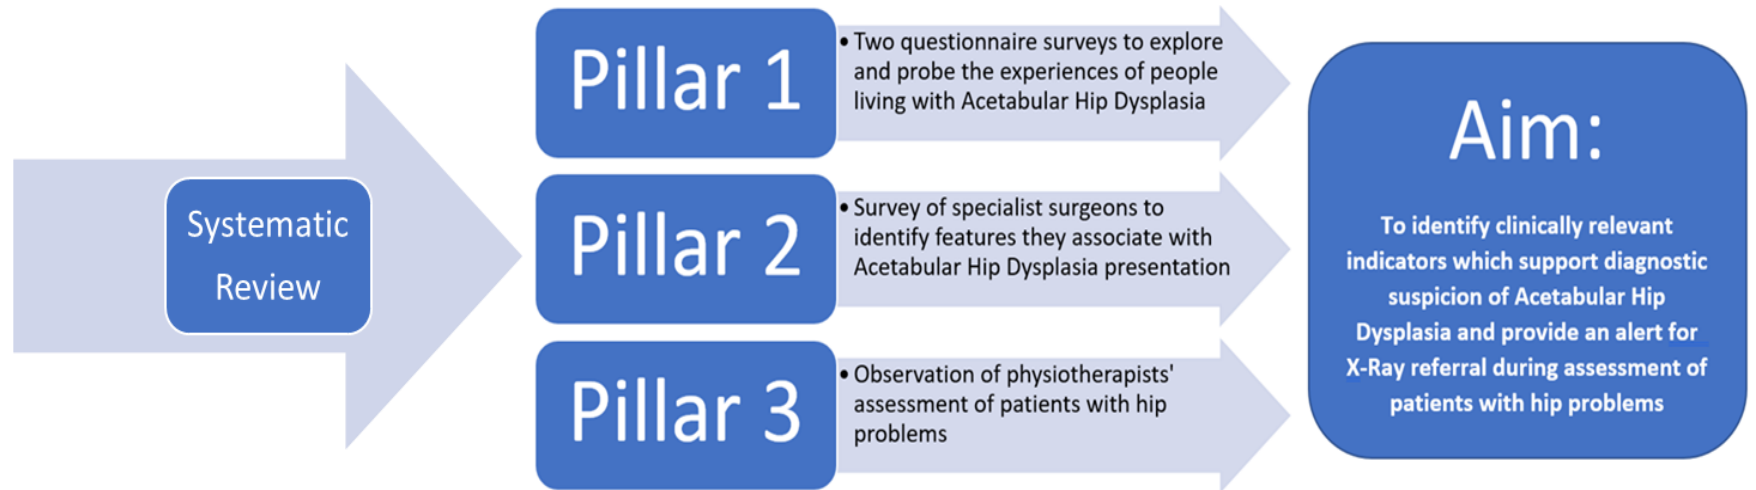 Systematic
Review
Pillar 1
• Two questionnaire surveys to explore
and probe the experiences of people
living with Acetabular Hip Dysplasia
Pillar 2
• Survey of specialist surgeons to
identify features they associate with
Acetabular Hip Dysplasia presentation
Pillar 3
• Observation of physiotherapists'
assessment of patients with hip
problems
Aim:
To identify clinically relevant
indicators which support diagnostic
suspicion of Acetabular Hip
Dysplasia and provide an alert for
X-Ray referral during assessment of
patients with hip problems